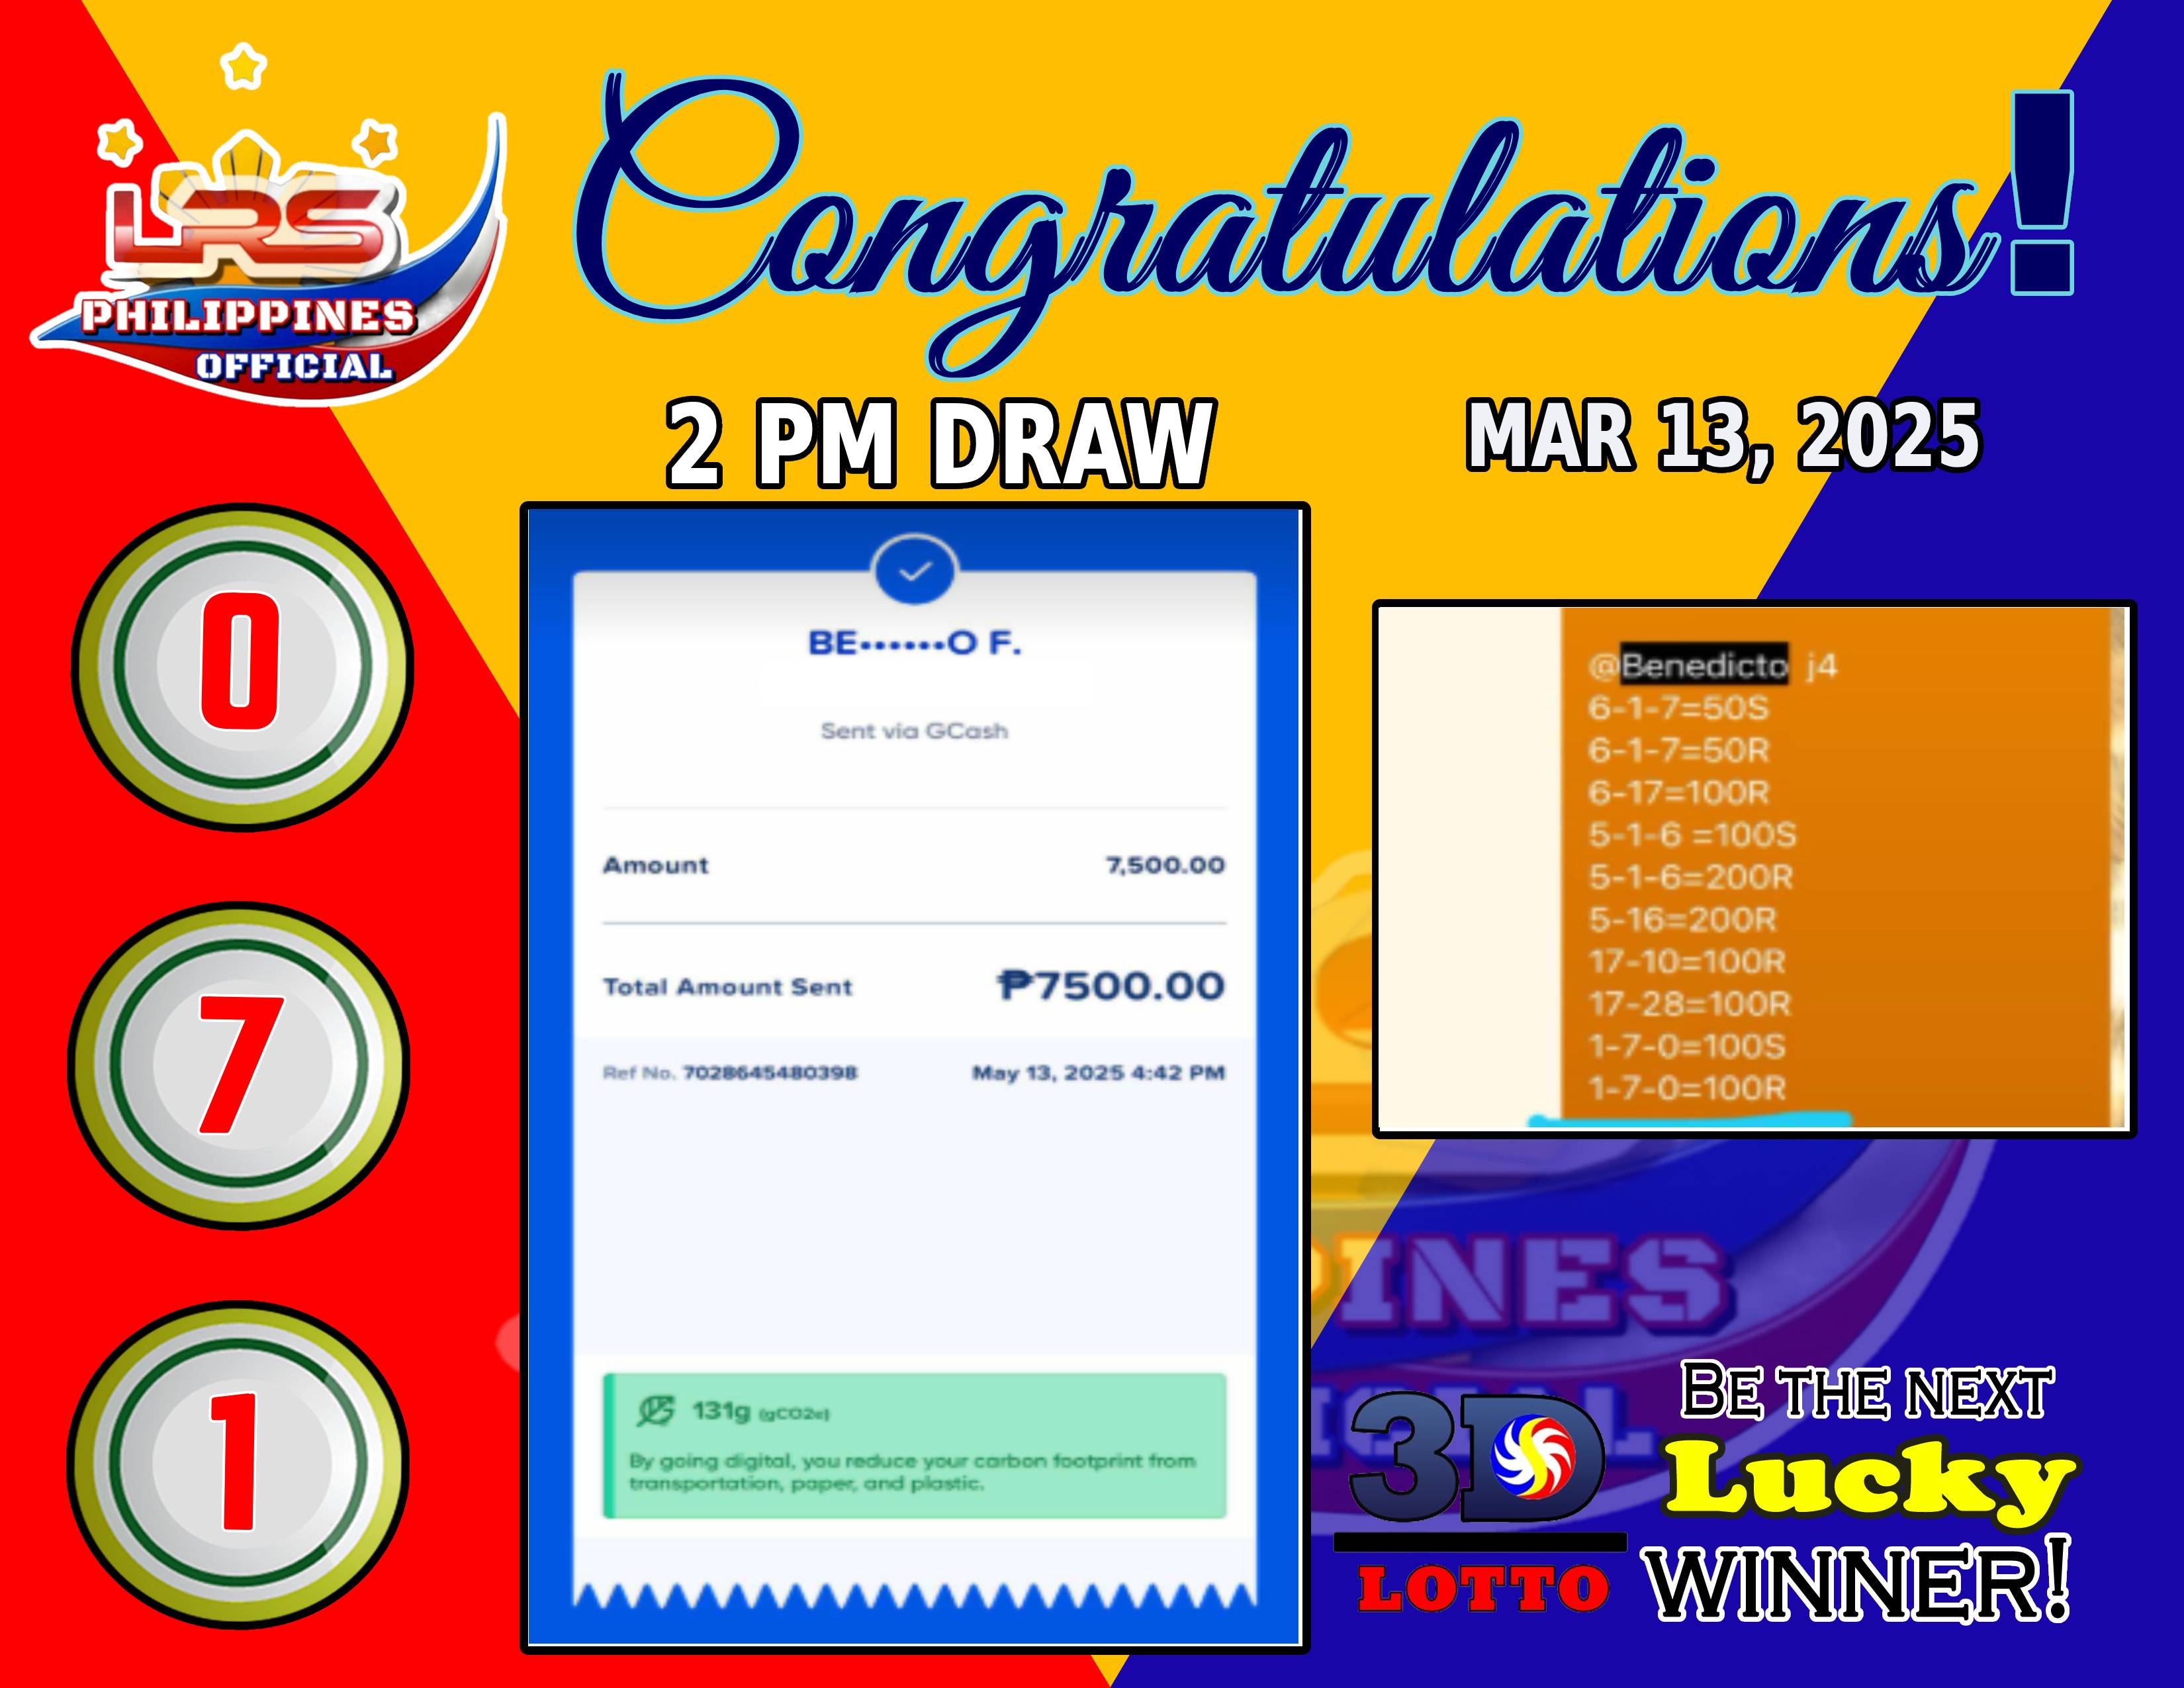 Congratulations!
LRS
PHILIPPINES
OFFICIAL
2 PM DRAW
MAR 13, 2025
0
7
1
BE••••••O F.
Sent via GCash
Amount 7,500.00
Total Amount Sent ₱7500.00
Ref No. 7028645480398 May 13, 2025 4:42 PM
131g (gCO2e)
By going digital, you reduce your carbon footprint from
transportation, paper, and plastic.
@Benedicto j4
6-1-7=50S
6-1-7=50R
6-17=100R
5-1-6 =100S
5-1-6=200R
5-16=200R
17-10=100R
17-28=100R
1-7-0=100S
1-7-0=100R
PINES
ICIAL
3D
LOTTO
BE THE NEXT
Lucky
WINNER!